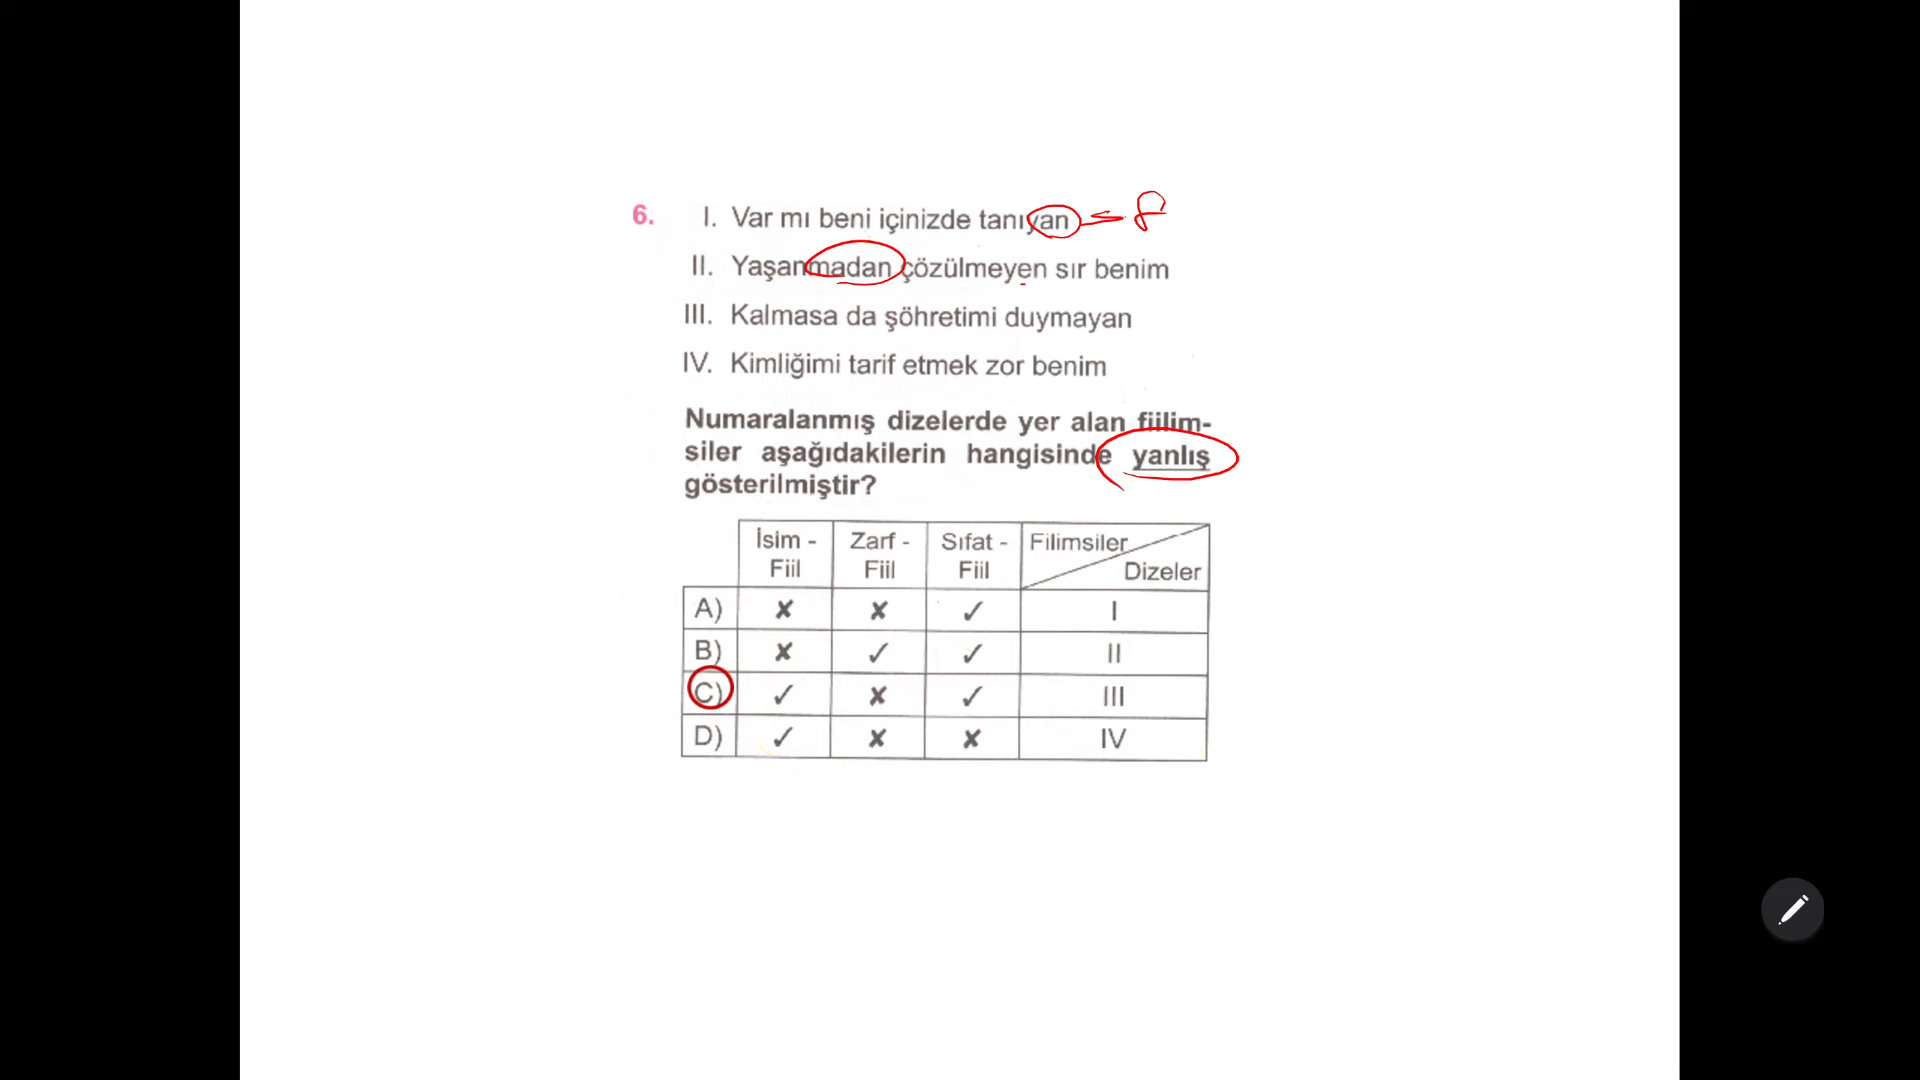 6. I. Var mı beni içinizde tanıyan = f
II. Yaşanmadan çözülmeyen sır benim
III. Kalmasa da şöhretimi duymayan
IV. Kimliğimi tarif etmek zor benim
Numaralanmış dizelerde yer alan fiilim-
siler aşağıdakilerin hangisinde yanlış
gösterilmiştir?
İsim - Fiil Zarf - Fiil Sıfat - Fiil Filimsiler Dizeler
A) ✘ ✘ ✓ I
B) ✘ ✓ ✓ II
C) ✓ ✘ ✓ III
D) ✓ ✘ ✘ IV